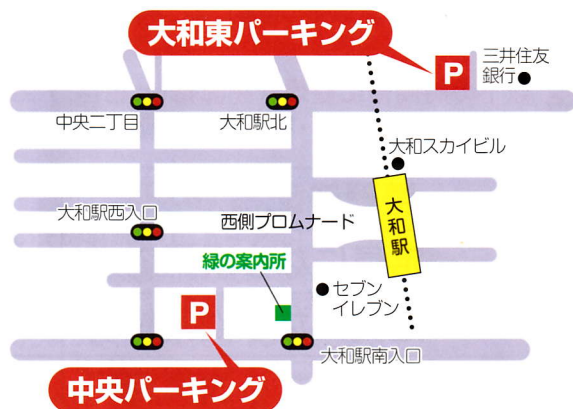 大和東パーキング
P
三井住友
銀行
中央二丁目
大和駅北
大和スカイビル
大和駅西入口
西側プロムナード
大和駅
緑の案内所
セブン
イレブン
P
大和駅南入口
中央パーキング